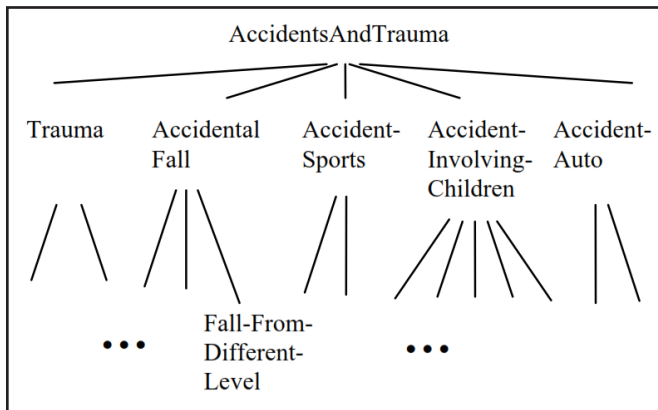 AccidentsAndTrauma
Trauma
Accidental
Fall
Accident-
Sports
Accident-
Involving-
Children
Accident-
Auto
•••
Fall-From-
Different-
Level
•••